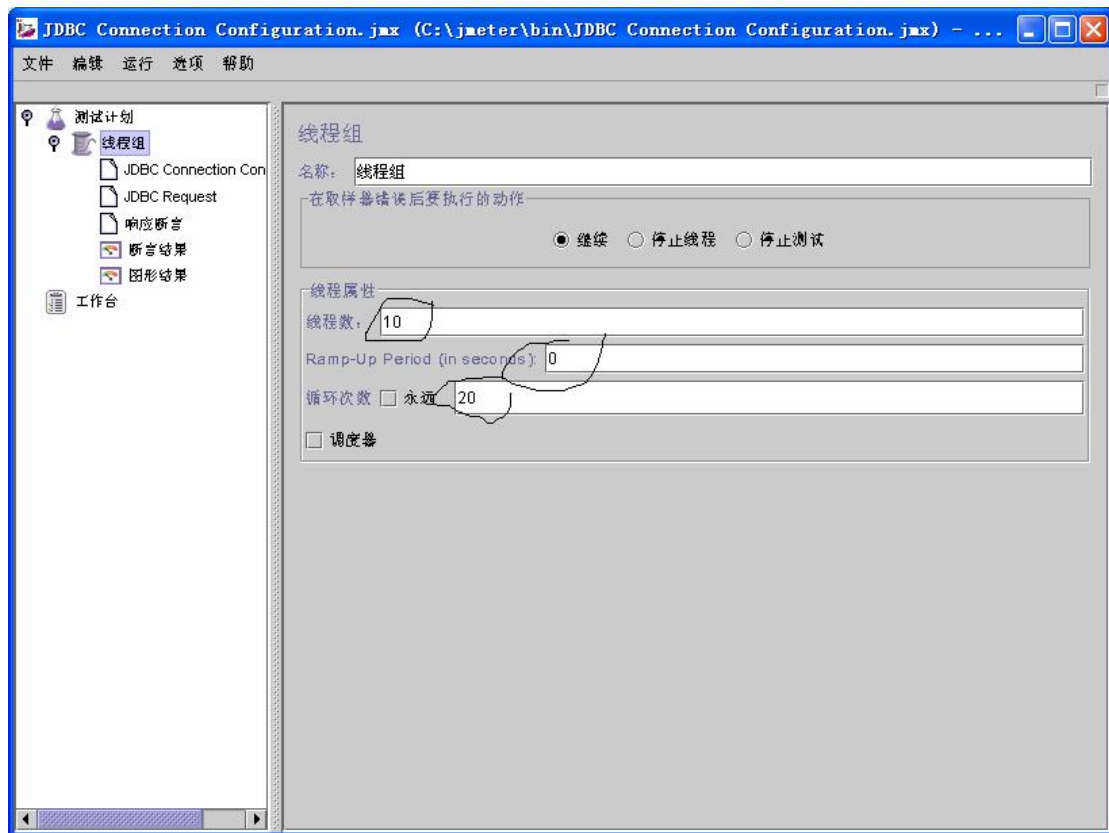 JDBC Connection Configuration.jmx (C:\jmeter\bin\JDBC Connection Configuration.jmx) - ...
文件 编辑 运行 选项 帮助
测试计划
线程组
JDBC Connection Con
JDBC Request
响应断言
断言结果
图形结果
工作台
线程组
名称： 线程组
在取样器错误后要执行的动作
继续 停止线程 停止测试
线程属性
线程数： 10
Ramp-Up Period (in seconds): 0
循环次数 永远 20
调度器